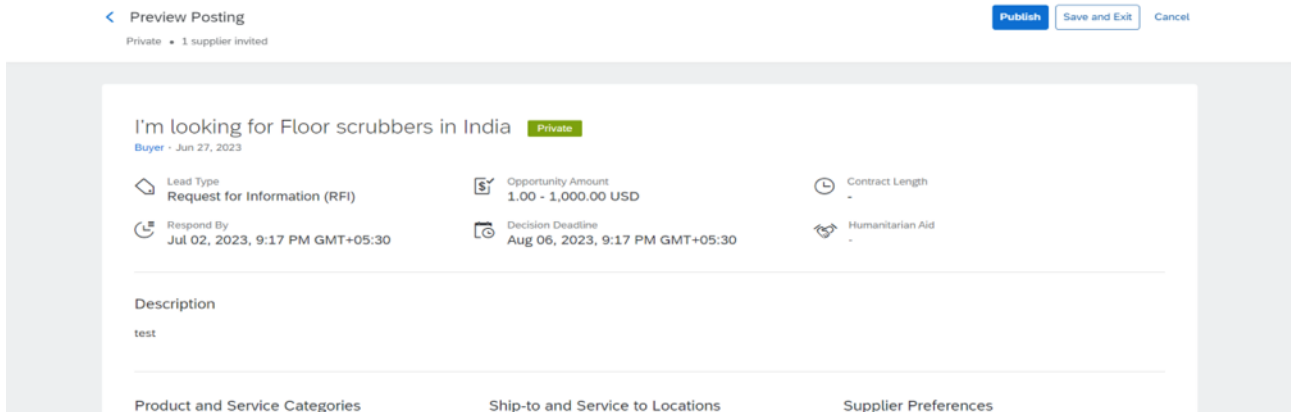 Preview Posting
Publish
Save and Exit
Cancel
Private • 1 supplier invited
I'm looking for Floor scrubbers in India
Private
Buyer - Jun 27, 2023
Lead Type
Request for Information (RFI)
Opportunity Amount
1.00 - 1,000.00 USD
Contract Length
-
Respond By
Jul 02, 2023, 9:17 PM GMT+05:30
Decision Deadline
Aug 06, 2023, 9:17 PM GMT+05:30
Humanitarian Aid
-
Description
test
Product and Service Categories
Ship-to and Service to Locations
Supplier Preferences